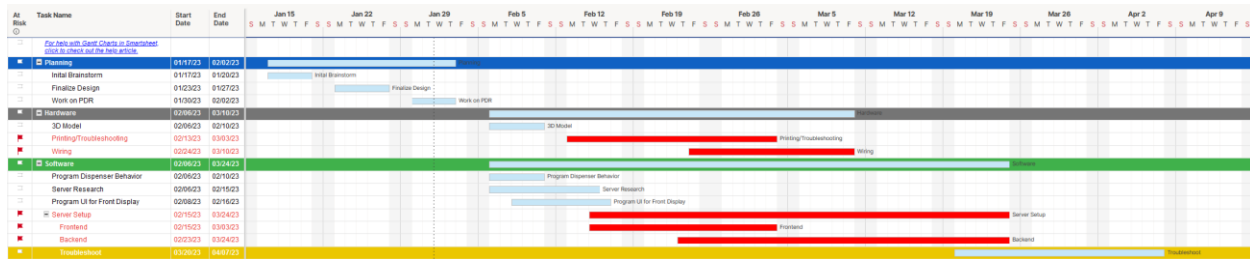 At Risk Task Name Start Date End Date Jan 15 Jan 22 Jan 29 Feb 5 Feb 12 Feb 19 Feb 26 Mar 5 Mar 12 Mar 19 Mar 26 Apr 2 Apr 9
S M T W T F S S M T W T F S S M T W T F S S M T W T F S S M T W T F S S M T W T F S S M T W T F S S M T W T F S S M T W T F S S M T W T F S S M T W T F S S M T W T F S S M T W T F S
For help with Gantt Charts in Smartsheet,
click to check out the help article.
Planning 01/17/23 02/02/23 Planning
Inital Brainstorm 01/17/23 01/20/23 Inital Brainstorm
Finalize Design 01/23/23 01/27/23 Finalize Design
Work on PDR 01/30/23 02/02/23 Work on PDR
Hardware 02/06/23 03/10/23 Hardware
3D Model 02/06/23 02/10/23 3D Model
Printing/Troubleshooting 02/13/23 03/03/23 Printing/Troubleshooting
Wiring 02/24/23 03/10/23 Wiring
Software 02/06/23 03/24/23 Software
Program Dispenser Behavior 02/06/23 02/10/23 Program Dispenser Behavior
Server Research 02/06/23 02/15/23 Server Research
Program UI for Front Display 02/08/23 02/16/23 Program UI for Front Display
Server Setup 02/15/23 03/24/23 Server Setup
Frontend 02/15/23 03/03/23 Frontend
Backend 02/23/23 03/24/23 Backend
Troubleshoot 03/20/23 04/07/23 Troubleshoot